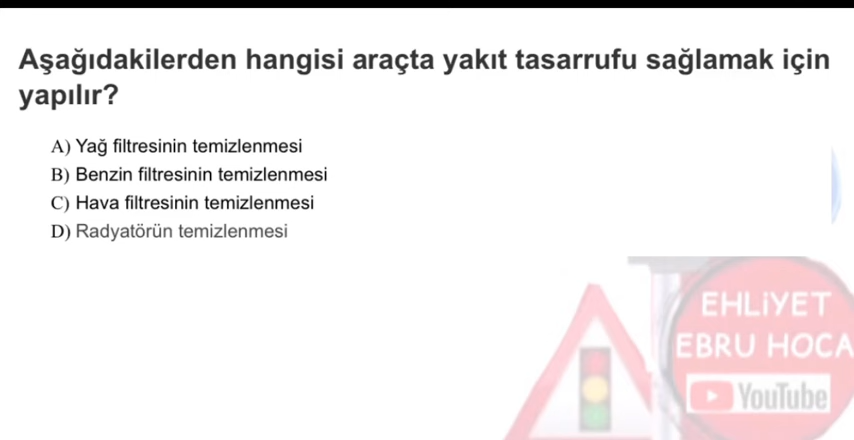 Aşağıdakilerden hangisi araçta yakıt tasarrufu sağlamak için
yapılır?
A) Yağ filtresinin temizlenmesi
B) Benzin filtresinin temizlenmesi
C) Hava filtresinin temizlenmesi
D) Radyatörün temizlenmesi
EHLİYET
EBRU HOCA
YouTube